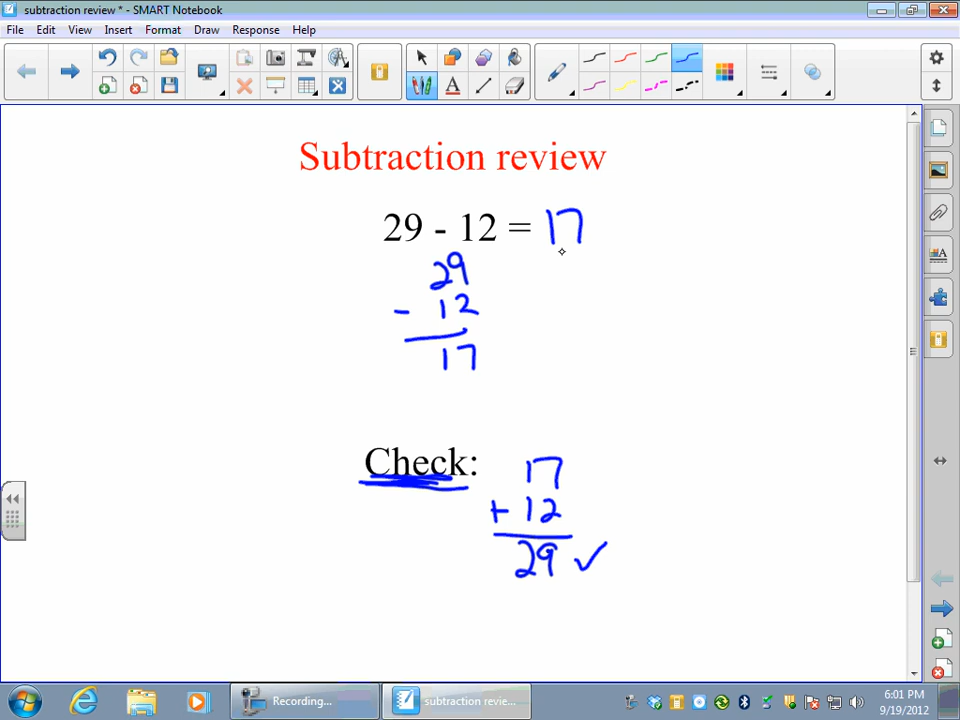 subtraction review * - SMART Notebook
File Edit View Insert Format Draw Response Help
Subtraction review
29 - 12 = 17
29
- 12
17
Check:
17
+ 12
29 ✓
Recording...
subtraction revie...
6:01 PM
9/19/2012